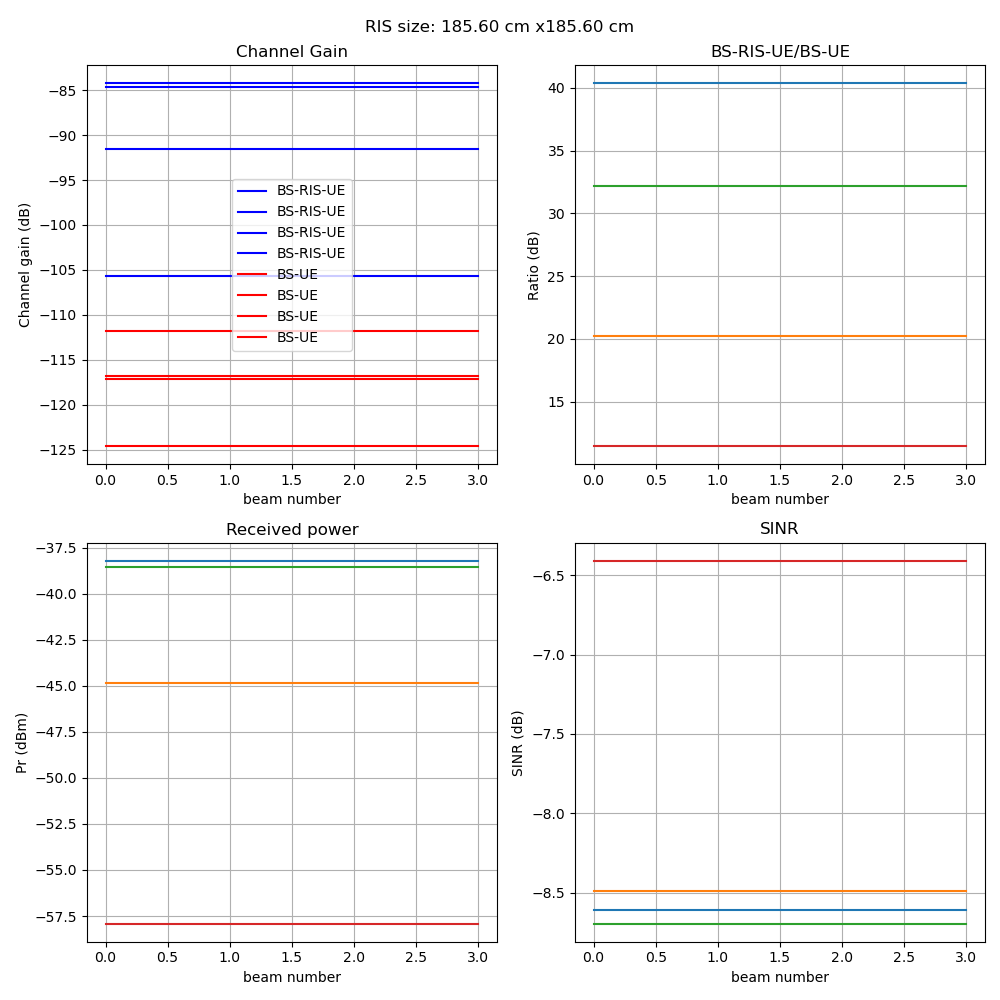 RIS size: 185.60 cm x185.60 cm
Channel Gain
Channel gain (dB)
−85
−90
−95
−100
−105
−110
−115
−120
−125
BS-RIS-UE
BS-RIS-UE
BS-RIS-UE
BS-RIS-UE
BS-UE
BS-UE
BS-UE
BS-UE
0.0 0.5 1.0 1.5 2.0 2.5 3.0
beam number
BS-RIS-UE/BS-UE
Ratio (dB)
40
35
30
25
20
15
0.0 0.5 1.0 1.5 2.0 2.5 3.0
beam number
Received power
Pr (dBm)
−37.5
−40.0
−42.5
−45.0
−47.5
−50.0
−52.5
−55.0
−57.5
0.0 0.5 1.0 1.5 2.0 2.5 3.0
beam number
SINR
SINR (dB)
−6.5
−7.0
−7.5
−8.0
−8.5
0.0 0.5 1.0 1.5 2.0 2.5 3.0
beam number